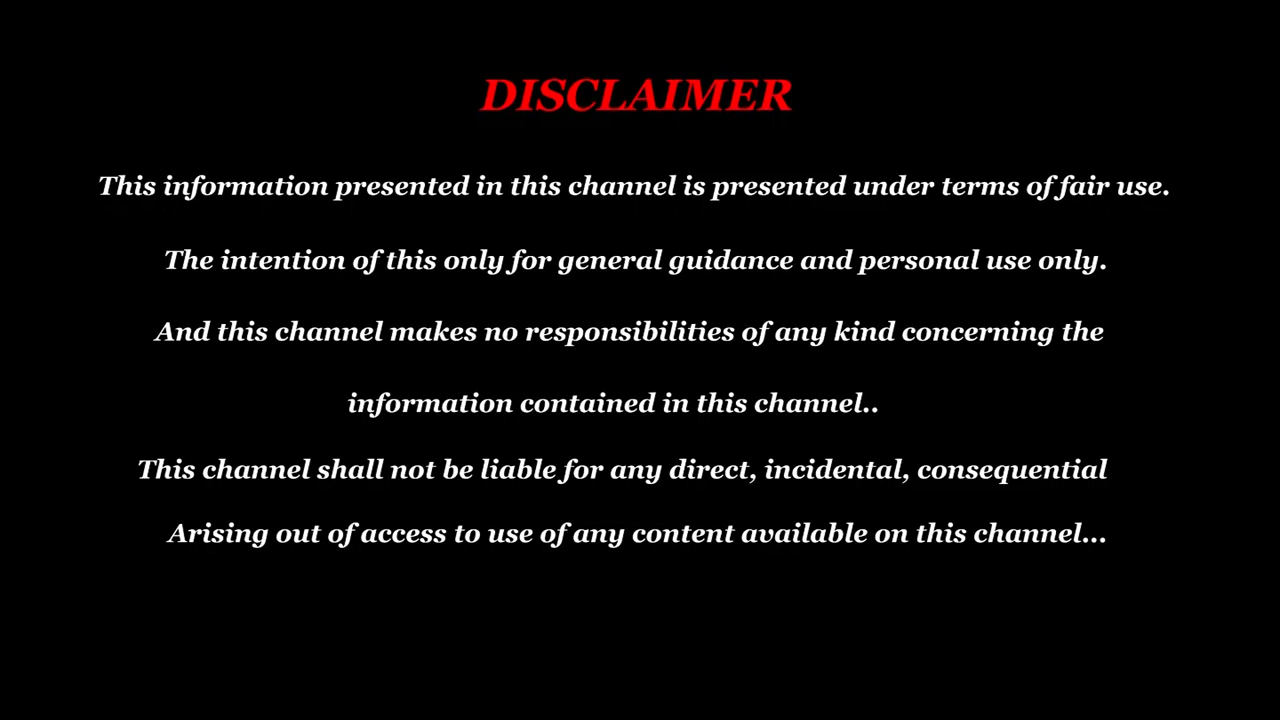 DISCLAIMER
This information presented in this channel is presented under terms of fair use.
The intention of this only for general guidance and personal use only.
And this channel makes no responsibilities of any kind concerning the
information contained in this channel..
This channel shall not be liable for any direct, incidental, consequential
Arising out of access to use of any content available on this channel...